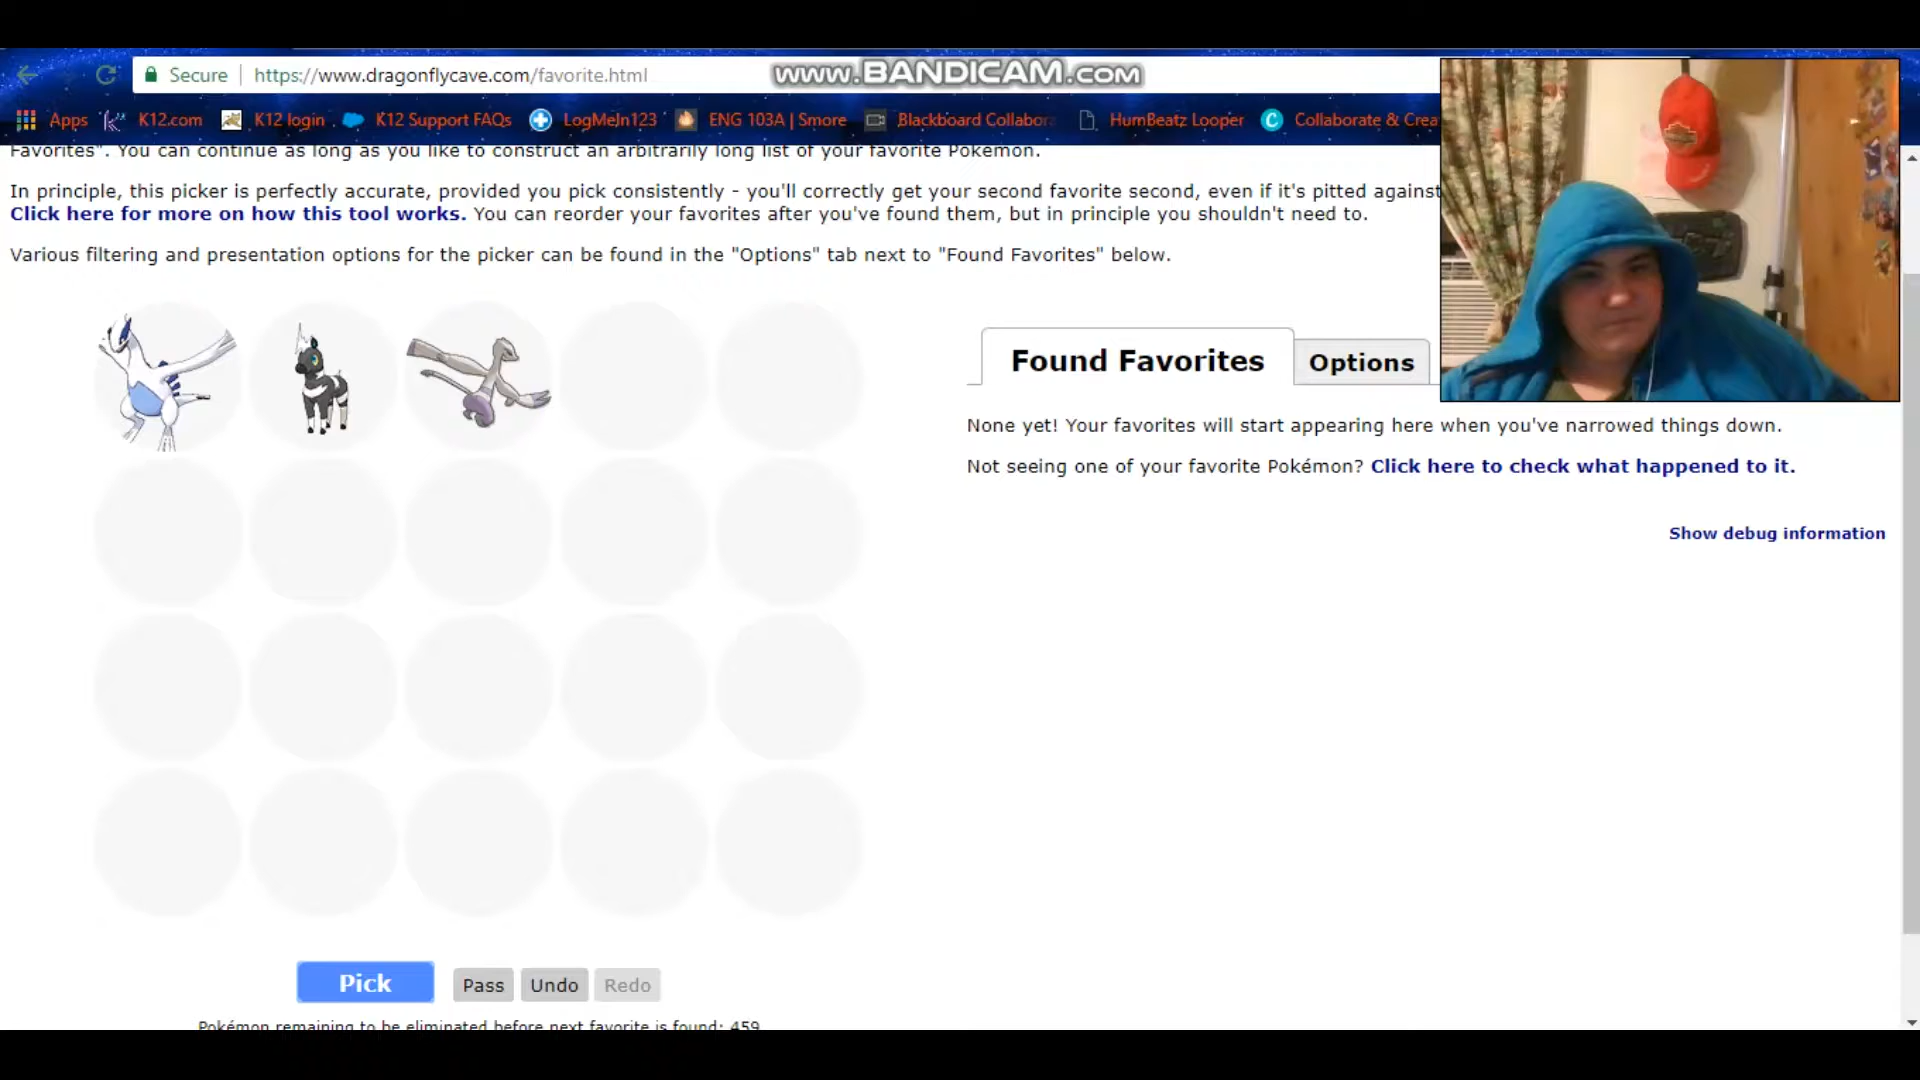 Secure https://www.dragonflycave.com/favorite.html www.BANDICAM.com
Apps K12.com K12 login K12 Support FAQs LogMeIn123 ENG 103A | Smore Blackboard Collabor HumBeatz Looper Collaborate & Crea
Favorites". You can continue as long as you like to construct an arbitrarily long list of your favorite Pokémon.
In principle, this picker is perfectly accurate, provided you pick consistently - you'll correctly get your second favorite second, even if it's pitted against
Click here for more on how this tool works. You can reorder your favorites after you've found them, but in principle you shouldn't need to.
Various filtering and presentation options for the picker can be found in the "Options" tab next to "Found Favorites" below.
Found Favorites Options
None yet! Your favorites will start appearing here when you've narrowed things down.
Not seeing one of your favorite Pokémon? Click here to check what happened to it.
Show debug information
Pick Pass Undo Redo
Pokémon remaining to be eliminated before next favorite is found: 459